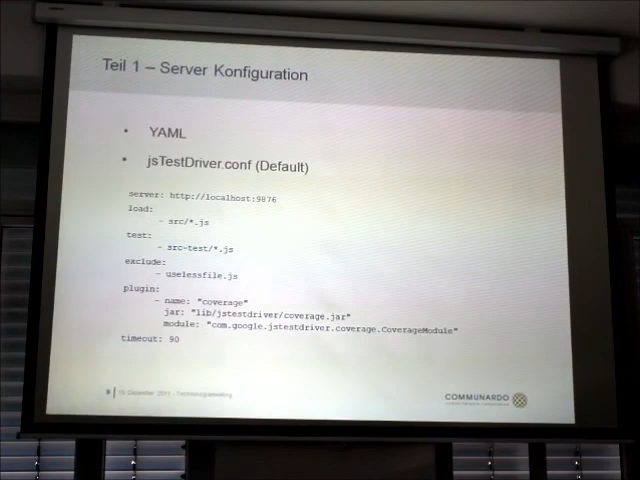 Teil 1 – Server Konfiguration
• YAML
• jsTestDriver.conf (Default)
server: http://localhost:9876
load:
- src/*.js
test:
- src-test/*.js
exclude:
- uselessfile.js
plugin:
- name: "coverage"
jar: "lib/jstestdriver/coverage.jar"
module: "com.google.jstestdriver.coverage.CoverageModule"
timeout: 90
COMMUNARDO